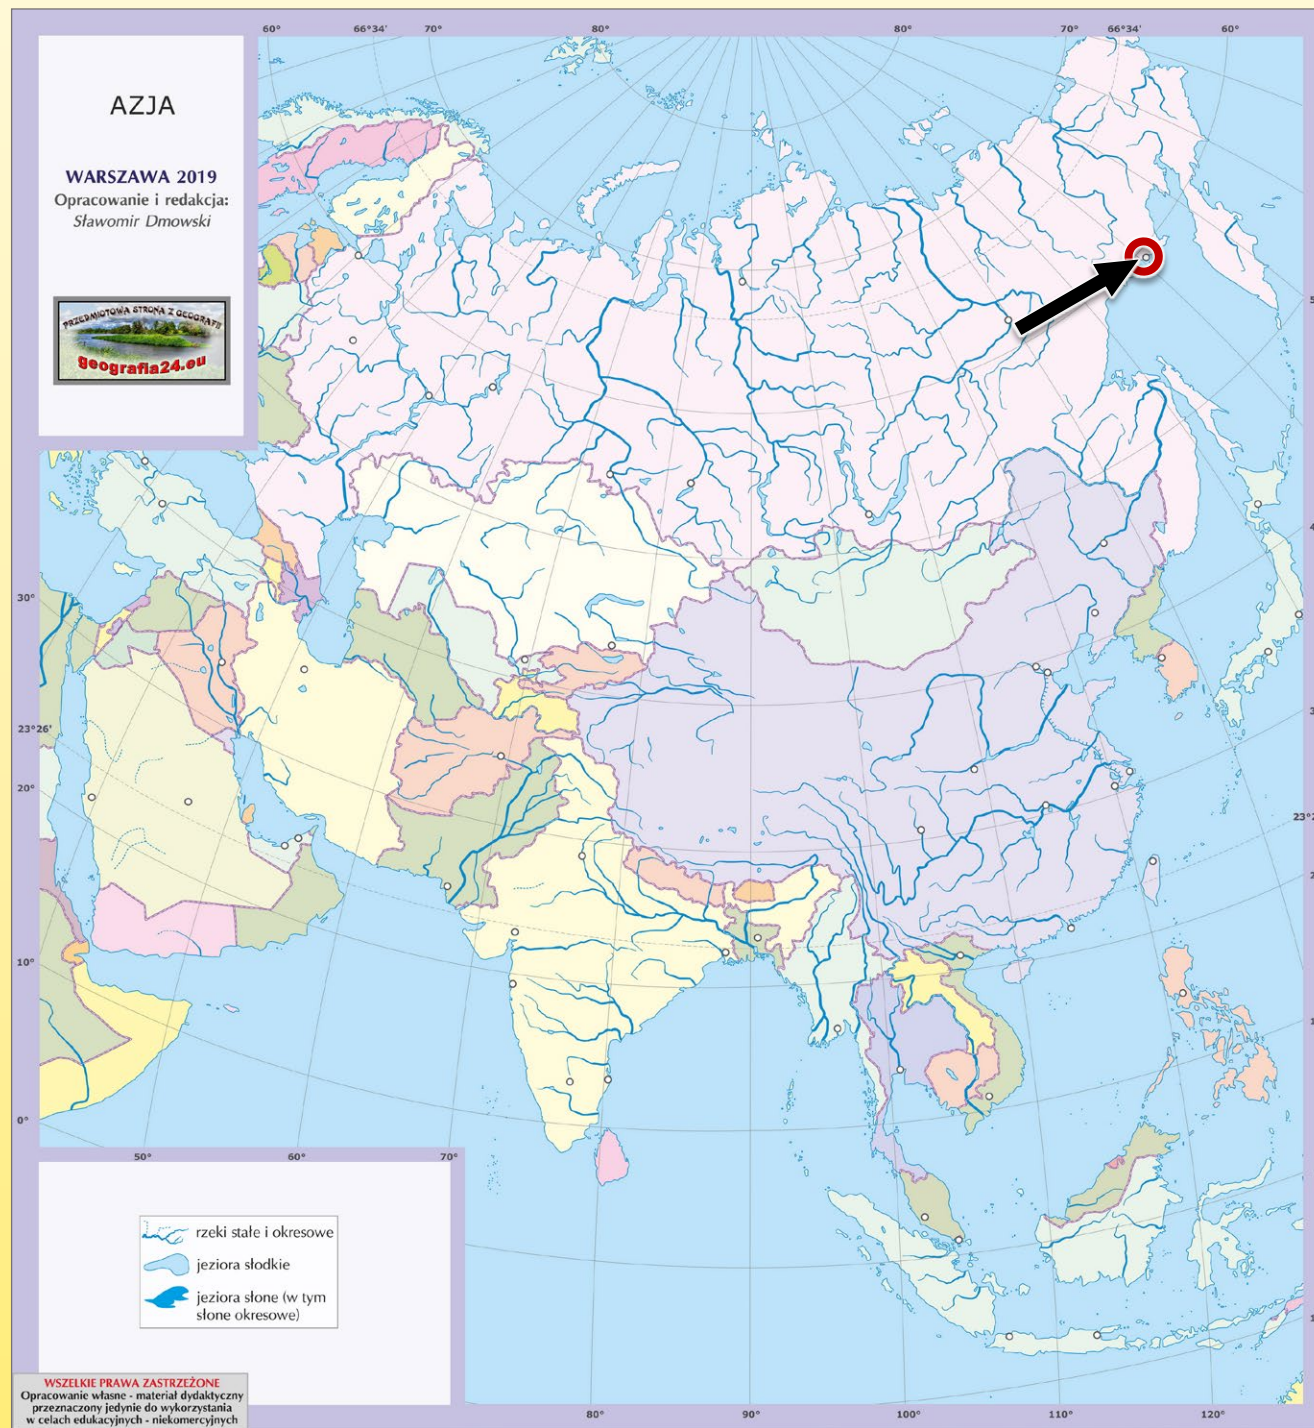 60° 66°34' 70° 80° 80° 70° 66°34' 60°
AZJA
WARSZAWA 2019
Opracowanie i redakcja:
Sławomir Dmowski
PRZEDMIOTOWA STRONA Z GEOGRAFII
geografia24.eu
30°
23°26'
20°
10°
0°
50° 60° 70°
rzeki stałe i okresowe
jeziora słodkie
jeziora słone (w tym
słone okresowe)
WSZELKIE PRAWA ZASTRZEŻONE
Opracowanie własne - materiał dydaktyczny
przeznaczony jedynie do wykorzystania
w celach edukacyjnych - niekomercyjnych
80° 90° 100° 110° 120°